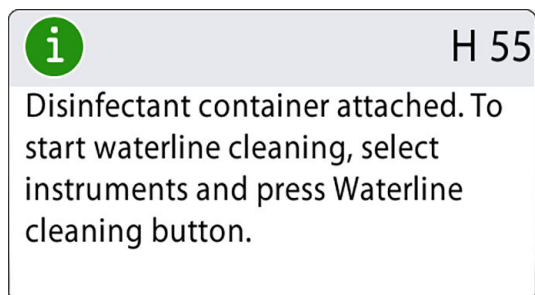 i
H 55
Disinfectant container attached. To
start waterline cleaning, select
instruments and press Waterline
cleaning button.